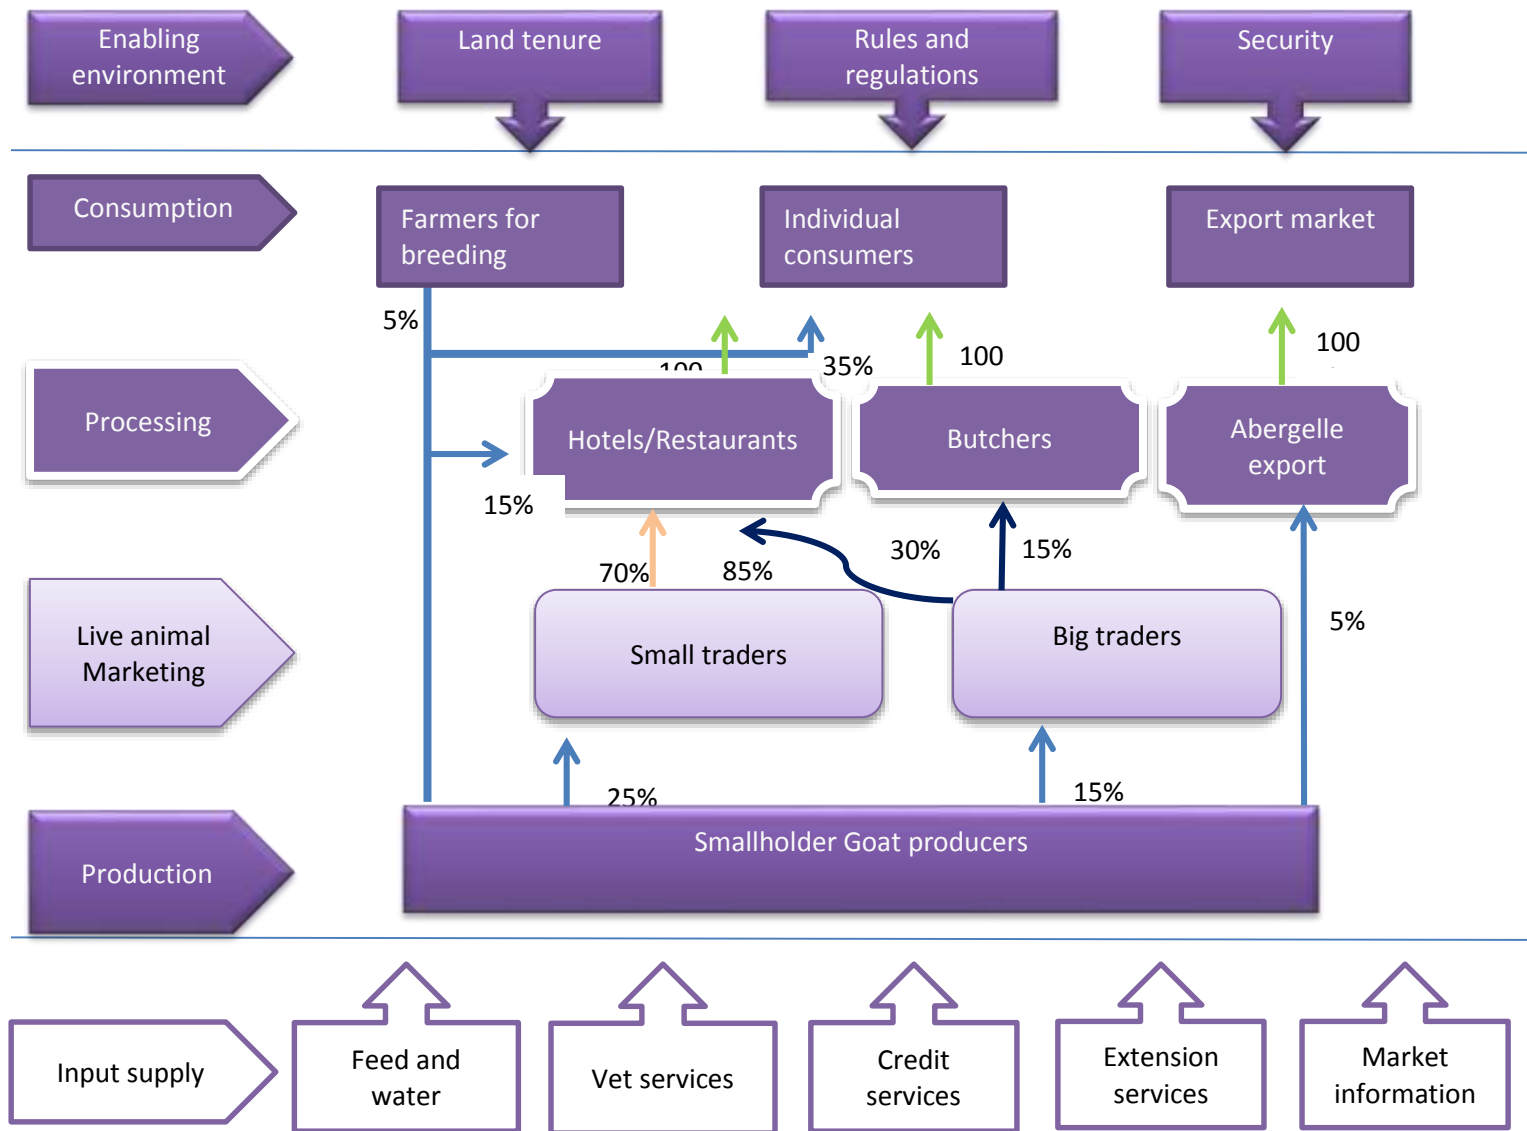 Enabling
environment
Land tenure
Rules and
regulations
Security
Consumption
Farmers for
breeding
Individual
consumers
Export market
5%
100
35%
100
100
Processing
Hotels/Restaurants
Butchers
Abergelle
export
15%
70%
85%
30%
15%
Live animal
Marketing
Small traders
Big traders
5%
25%
15%
Production
Smallholder Goat producers
Input supply
Feed and
water
Vet services
Credit
services
Extension
services
Market
information